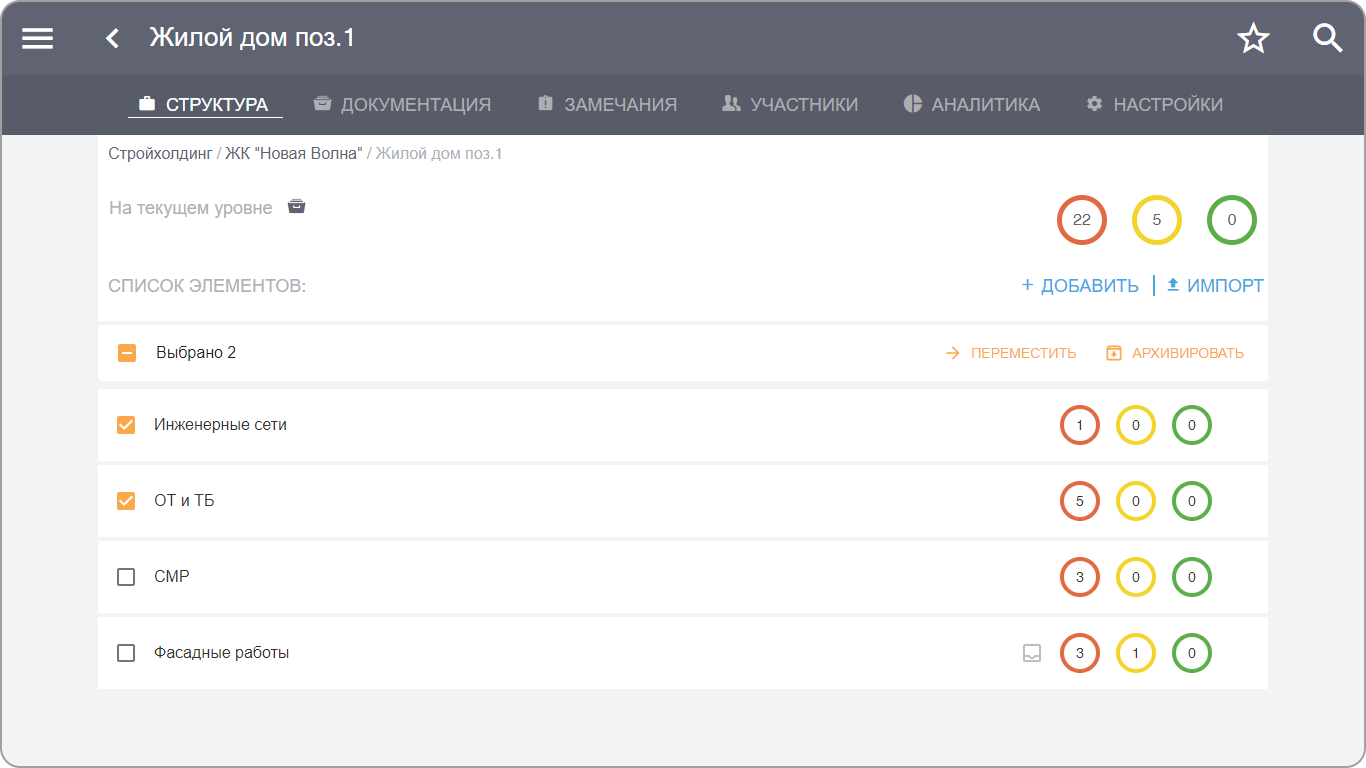 Жилой дом поз.1
СТРУКТУРА ДОКУМЕНТАЦИЯ ЗАМЕЧАНИЯ УЧАСТНИКИ АНАЛИТИКА НАСТРОЙКИ
Стройхолдинг / ЖК "Новая Волна" / Жилой дом поз.1
На текущем уровне 22 5 0
СПИСОК ЭЛЕМЕНТОВ: + ДОБАВИТЬ ИМПОРТ
Выбрано 2 ПЕРЕМЕСТИТЬ АРХИВИРОВАТЬ
Инженерные сети 1 0 0
ОТ и ТБ 5 0 0
СМР 3 0 0
Фасадные работы 3 1 0